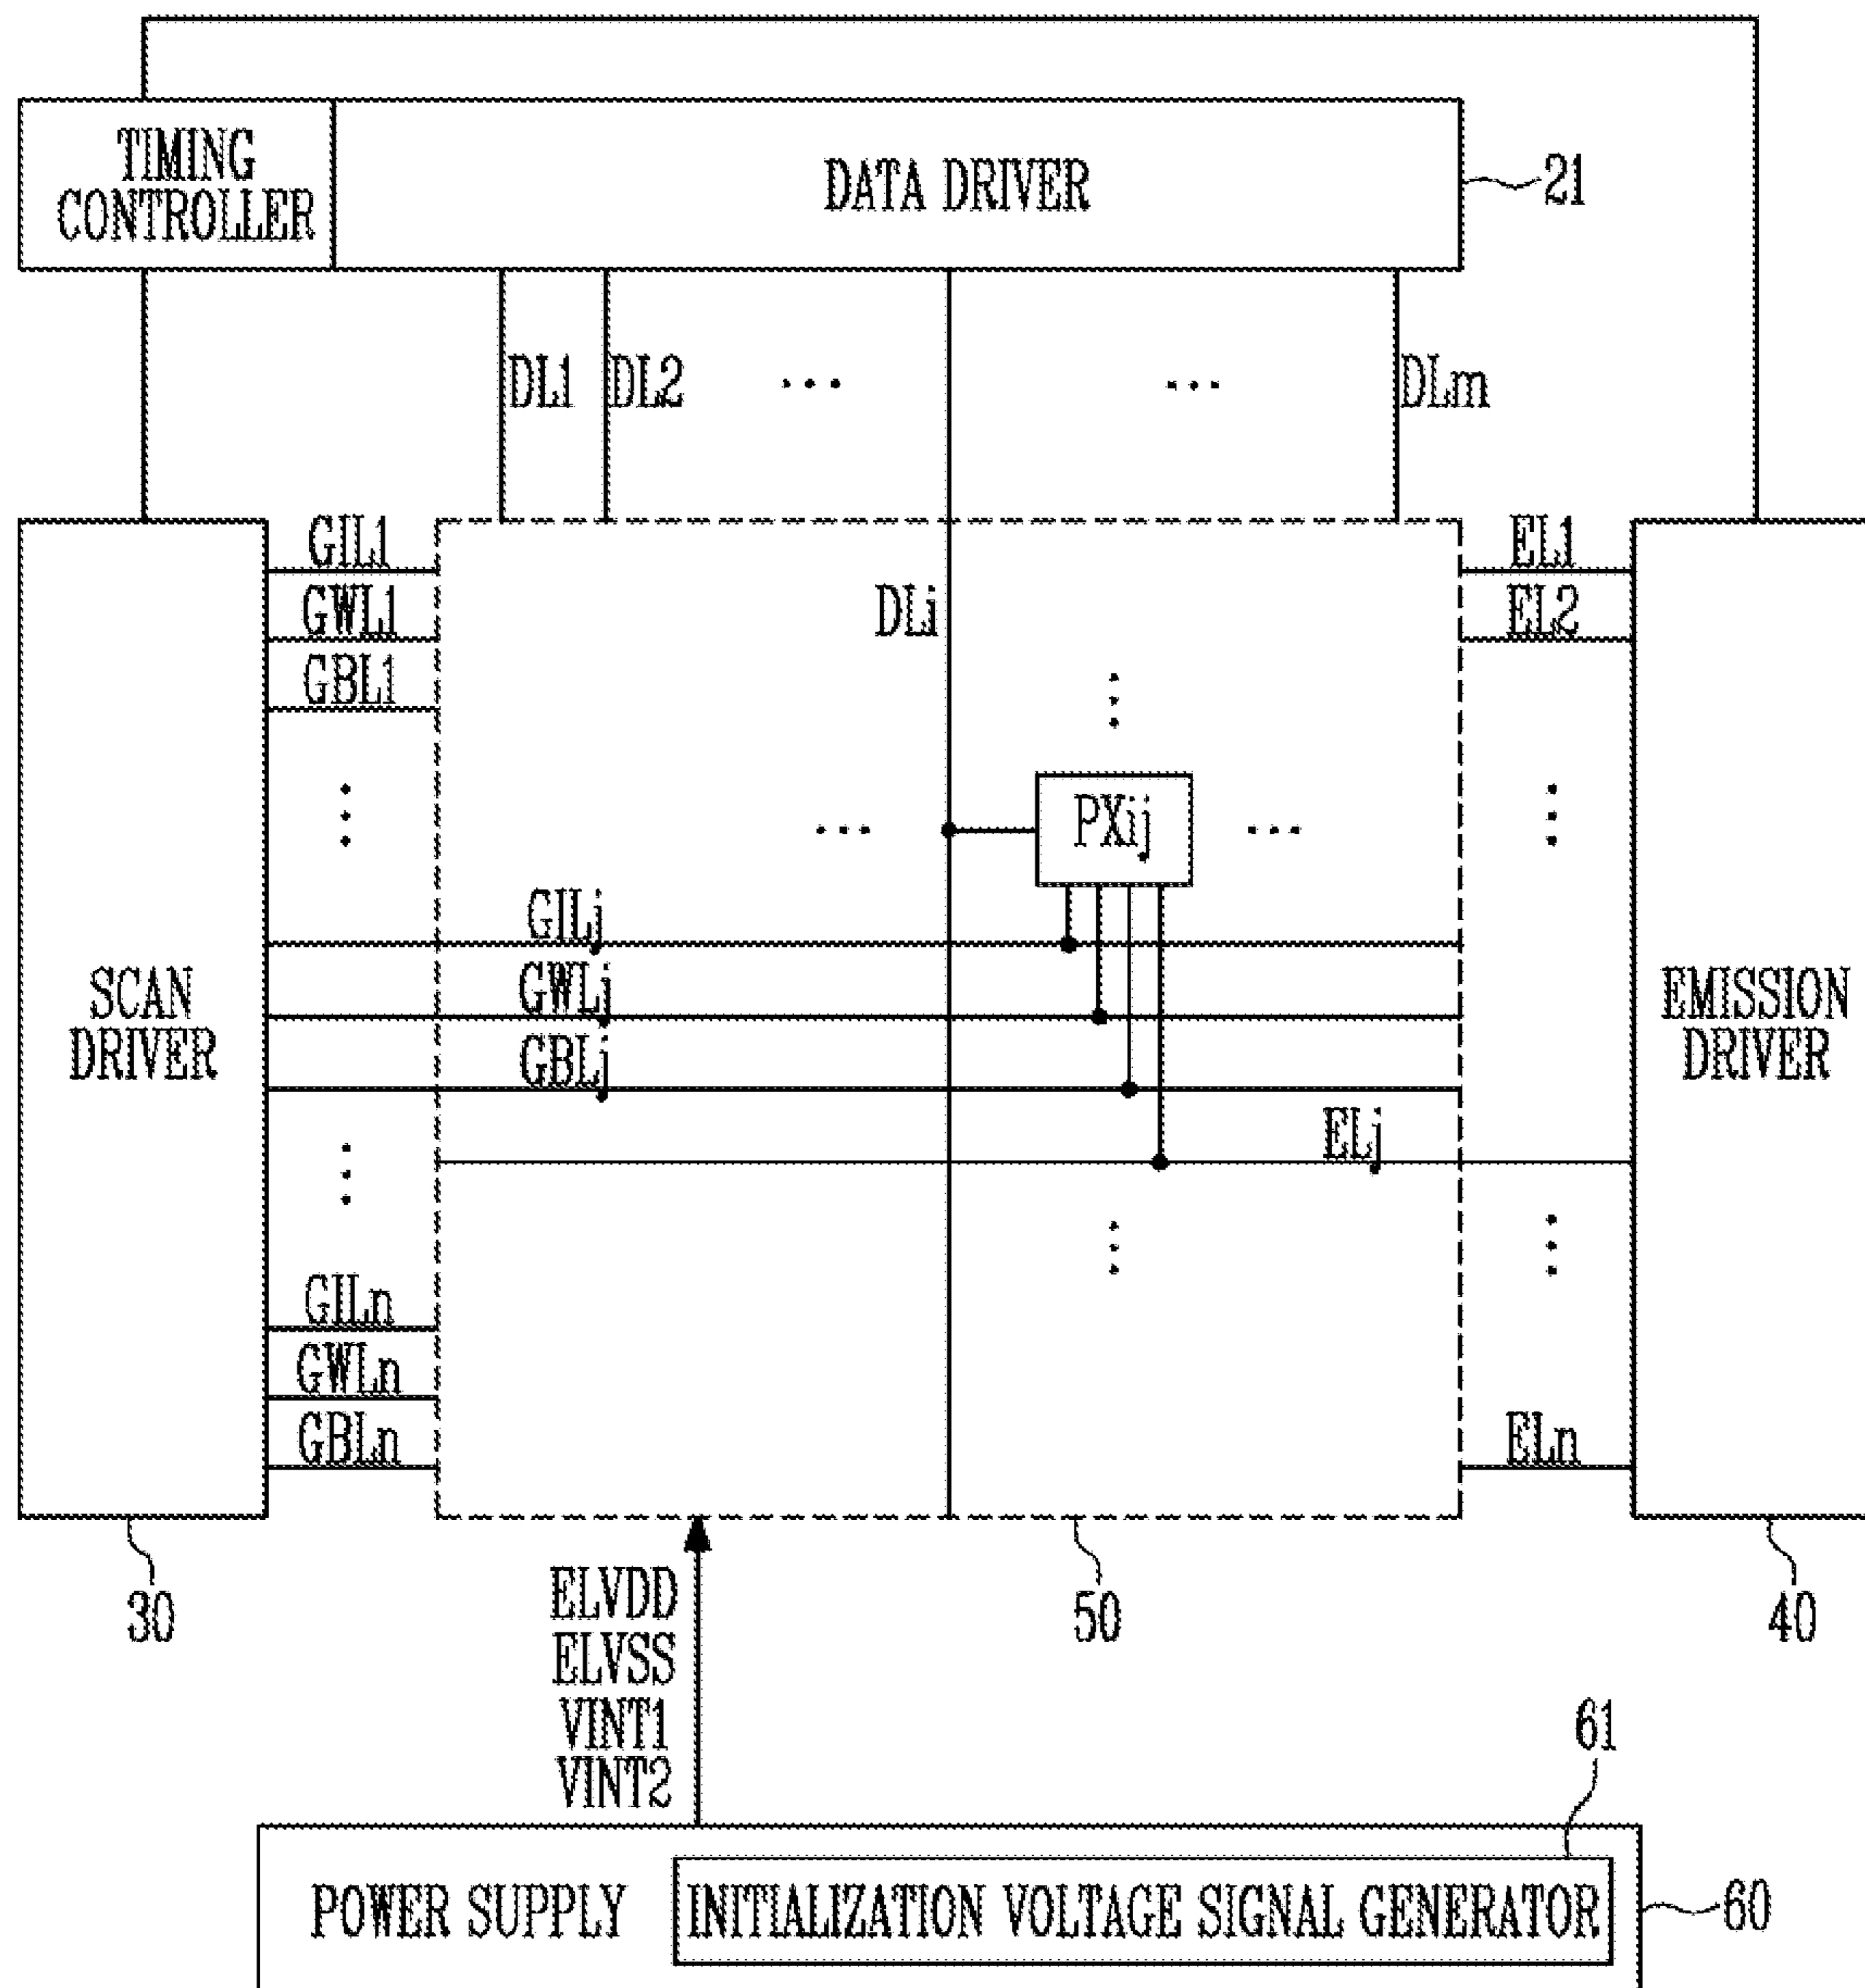 TIMING
CONTROLLER
DATA DRIVER
21
DL1
DL2
...
...
DLm
GIL1
GWL1
GBL1
DLi
EL1
EL2
...
PXij
...
GILj
GWLj
GBLj
ELj
SCAN
DRIVER
EMISSION
DRIVER
GILn
GWLn
GBLn
ELn
30
50
40
ELVDD
ELVSS
VINT1
VINT2
61
POWER SUPPLY
INITIALIZATION VOLTAGE SIGNAL GENERATOR
60